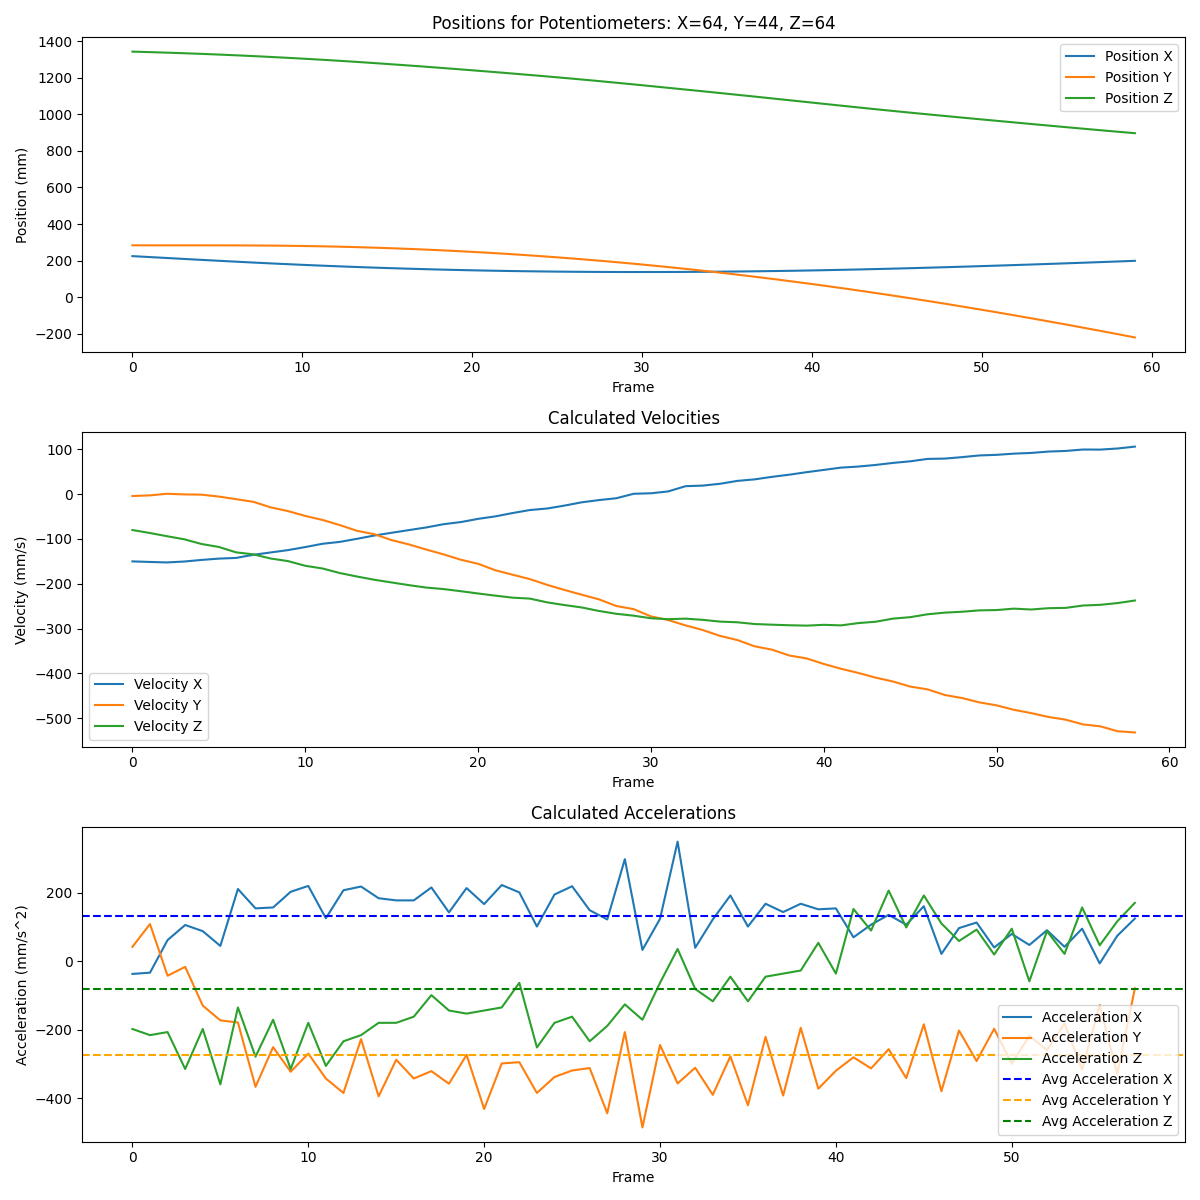 Positions for Potentiometers: X=64, Y=44, Z=64
1400
1200
1000
800
600
400
200
0
−200
Position (mm)
Position X
Position Y
Position Z
0 10 20 30 40 50 60
Frame
Calculated Velocities
100
0
−100
−200
−300
−400
−500
Velocity (mm/s)
Velocity X
Velocity Y
Velocity Z
0 10 20 30 40 50 60
Frame
Calculated Accelerations
200
0
−200
−400
Acceleration (mm/s^2)
Acceleration X
Acceleration Y
Acceleration Z
Avg Acceleration X
Avg Acceleration Y
Avg Acceleration Z
0 10 20 30 40 50
Frame